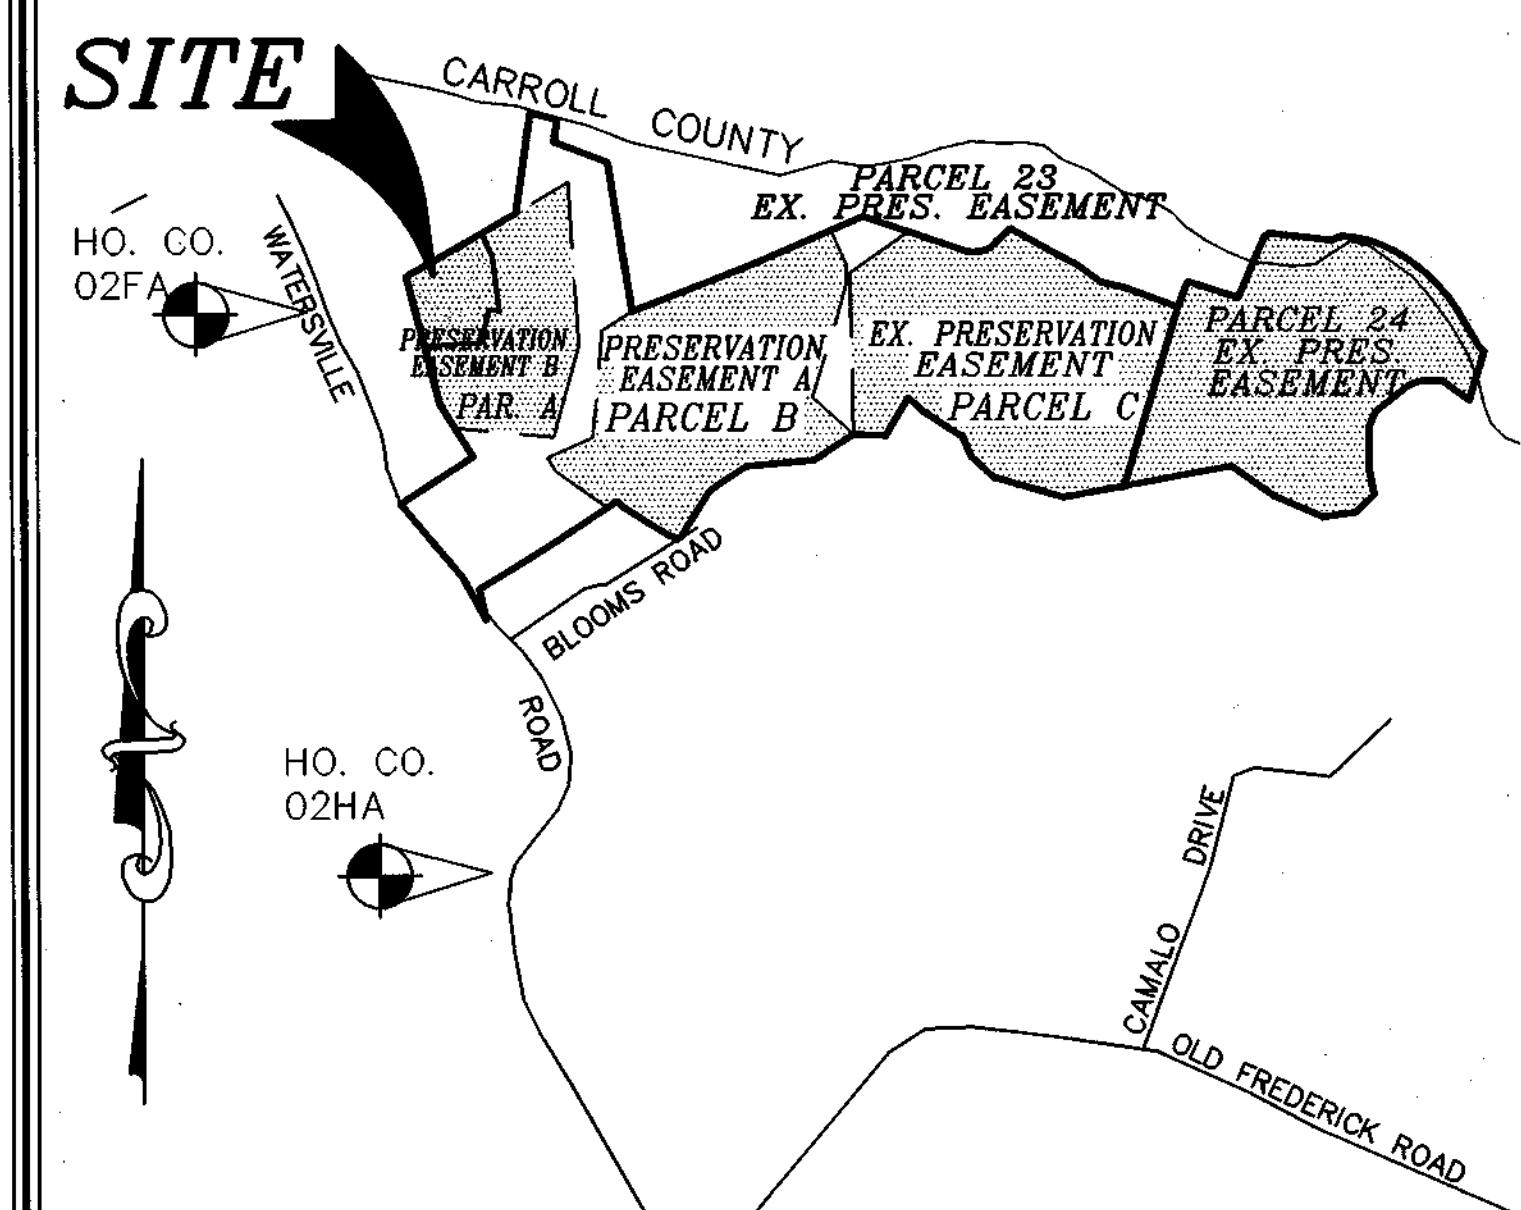 SITE
CARROLL COUNTY
PARCEL 23
EX. PRES. EASEMENT
HO. CO.
02FA
WATERSVILLE
PRESERVATION
EASEMENT B
PAR. A
PRESERVATION
EASEMENT A
PARCEL B
EX. PRESERVATION
EASEMENT
PARCEL C
PARCEL 24
EX. PRES.
EASEMENT
BLOOMS ROAD
ROAD
HO. CO.
02HA
CAMALO DRIVE
OLD FREDERICK ROAD